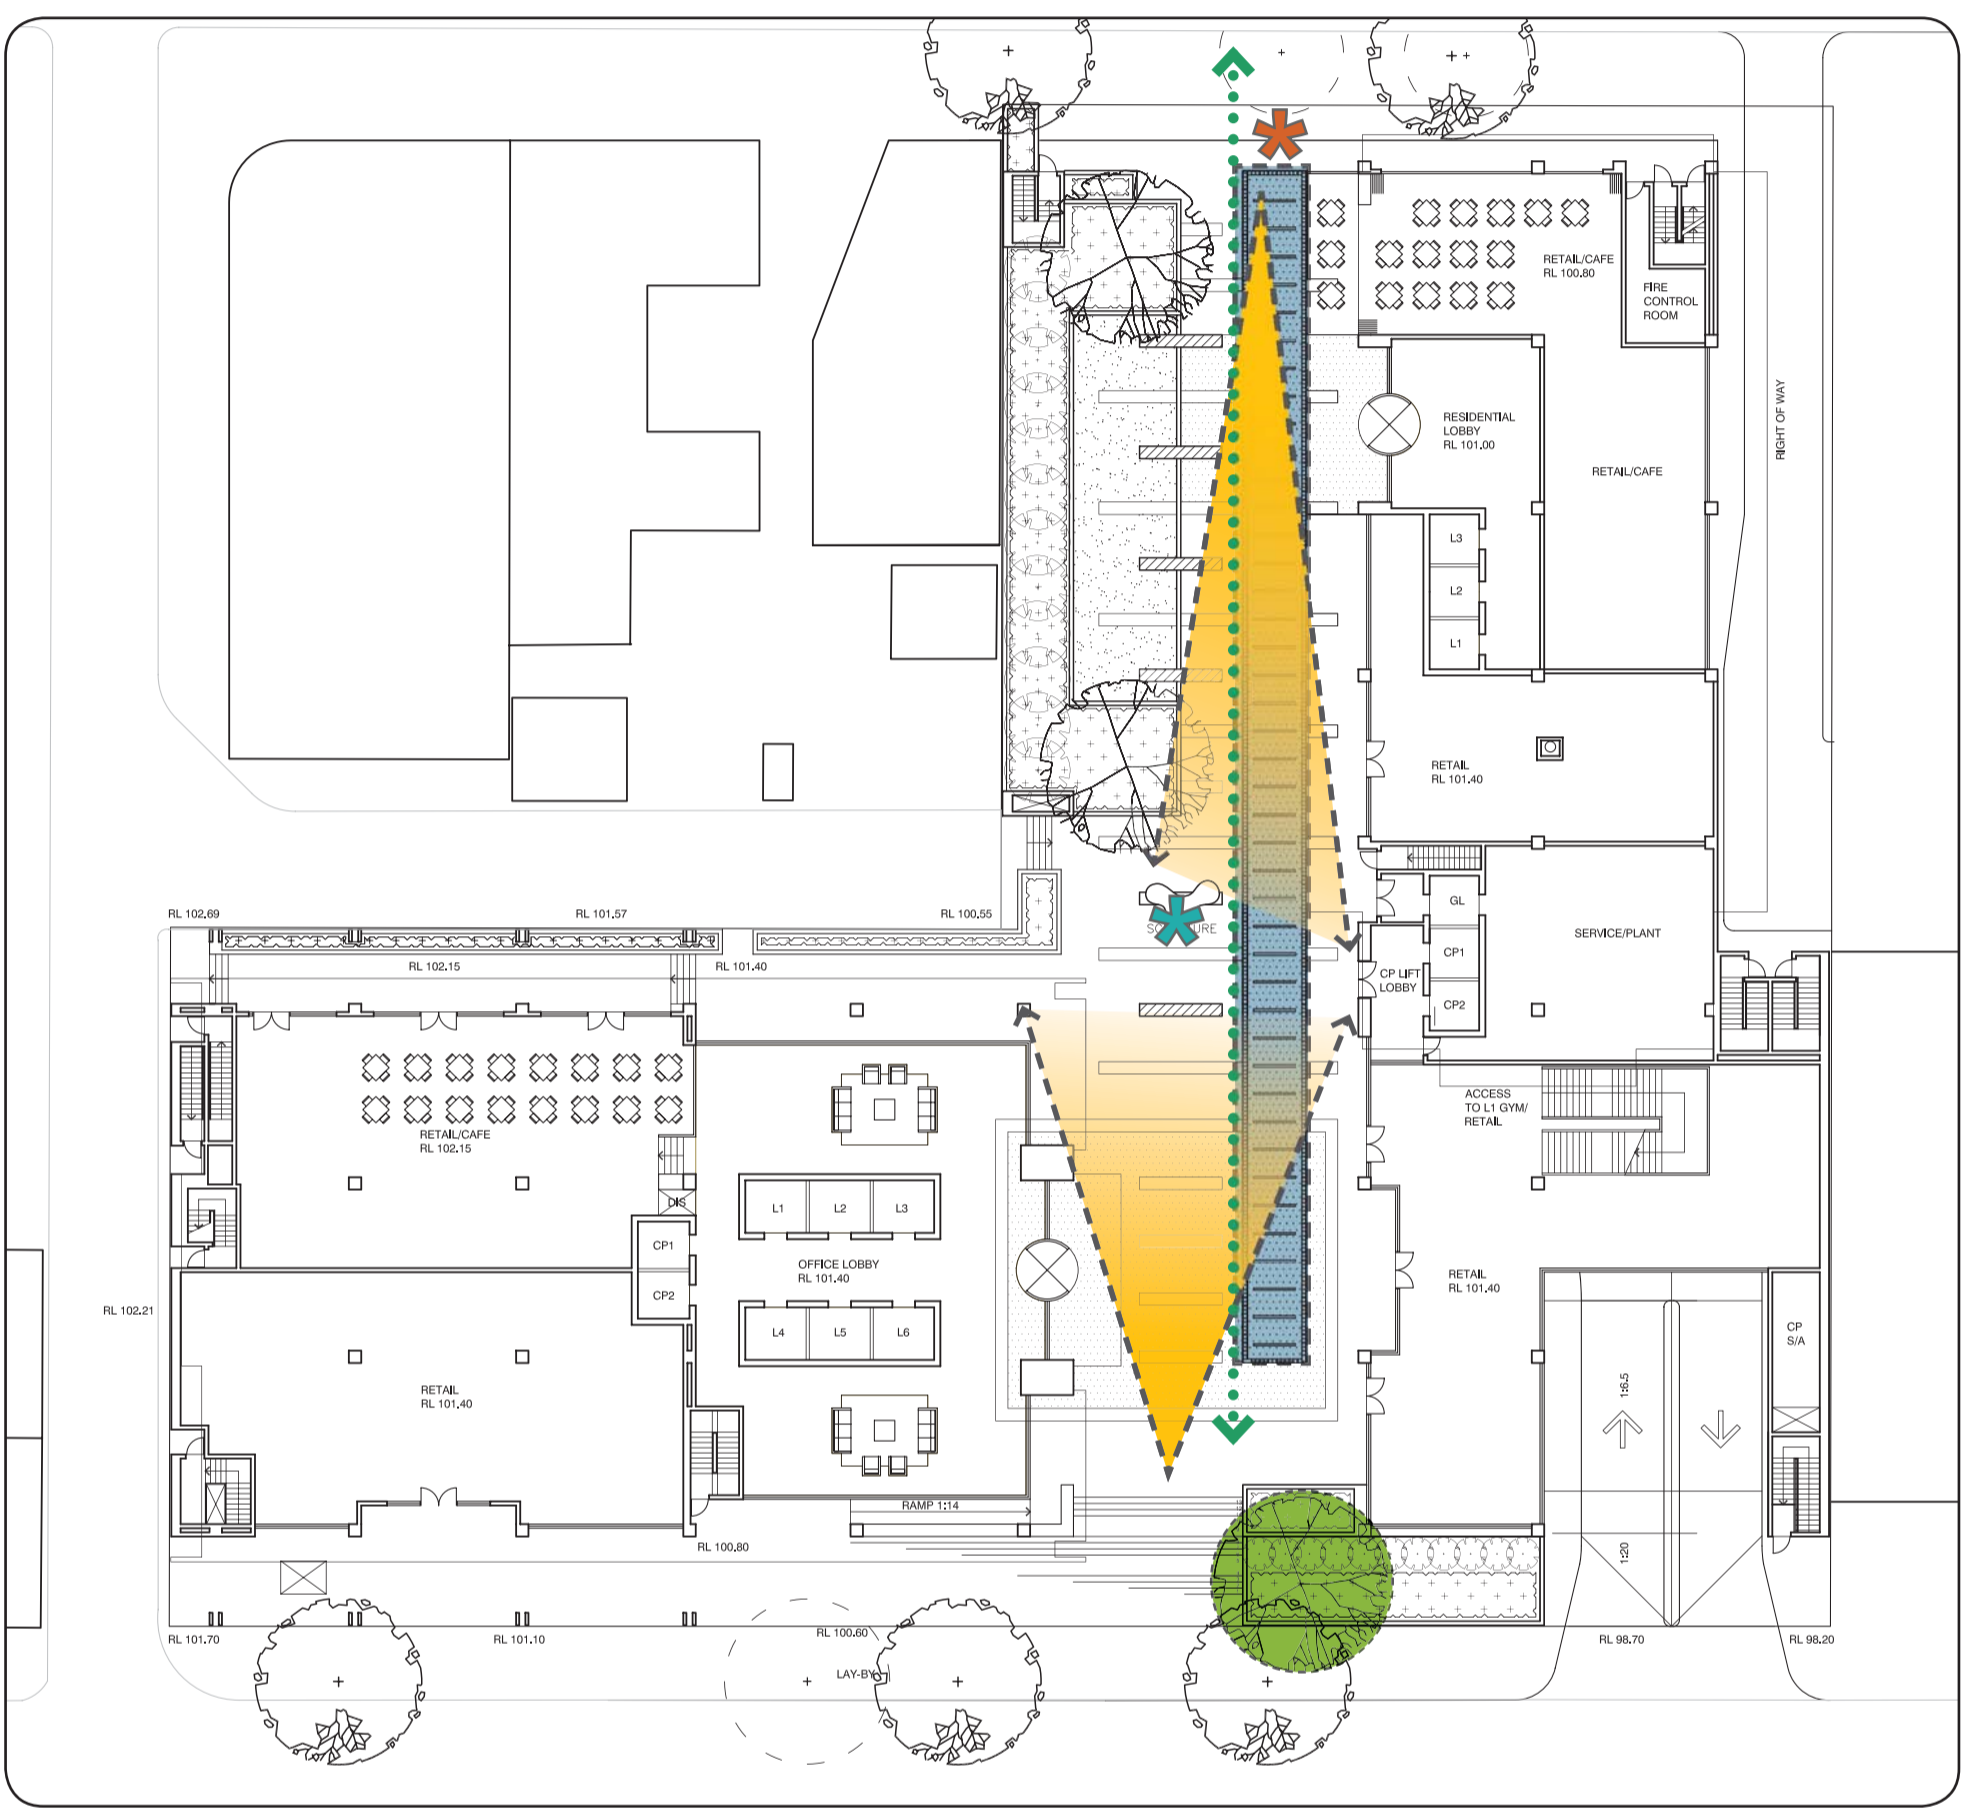 RETAIL/CAFE
RL 100.80
FIRE
CONTROL
ROOM
RESIDENTIAL
LOBBY
RL 101.00
RIGHT OF WAY
RETAIL/CAFE
L3
L2
L1
RETAIL
RL 101.40
GL
SERVICE/PLANT
CP1
CP LIFT
LOBBY
CP2
RL 102.69
RL 101.57
RL 100.55
RL 102.15
RL 101.40
ACCESS
TO L1 GYM/
RETAIL
RETAIL/CAFE
RL 102.15
DIS
L1
L2
L3
CP1
OFFICE LOBBY
RL 101.40
CP2
RL 102.21
L4
L5
L6
RETAIL
RL 101.40
CP
S/A
RETAIL
RL 101.40
1:6.5
RAMP 1:14
RL 100.80
1:20
RL 101.70
RL 101.10
RL 100.60
RL 98.70
RL 98.20
LAY-BY